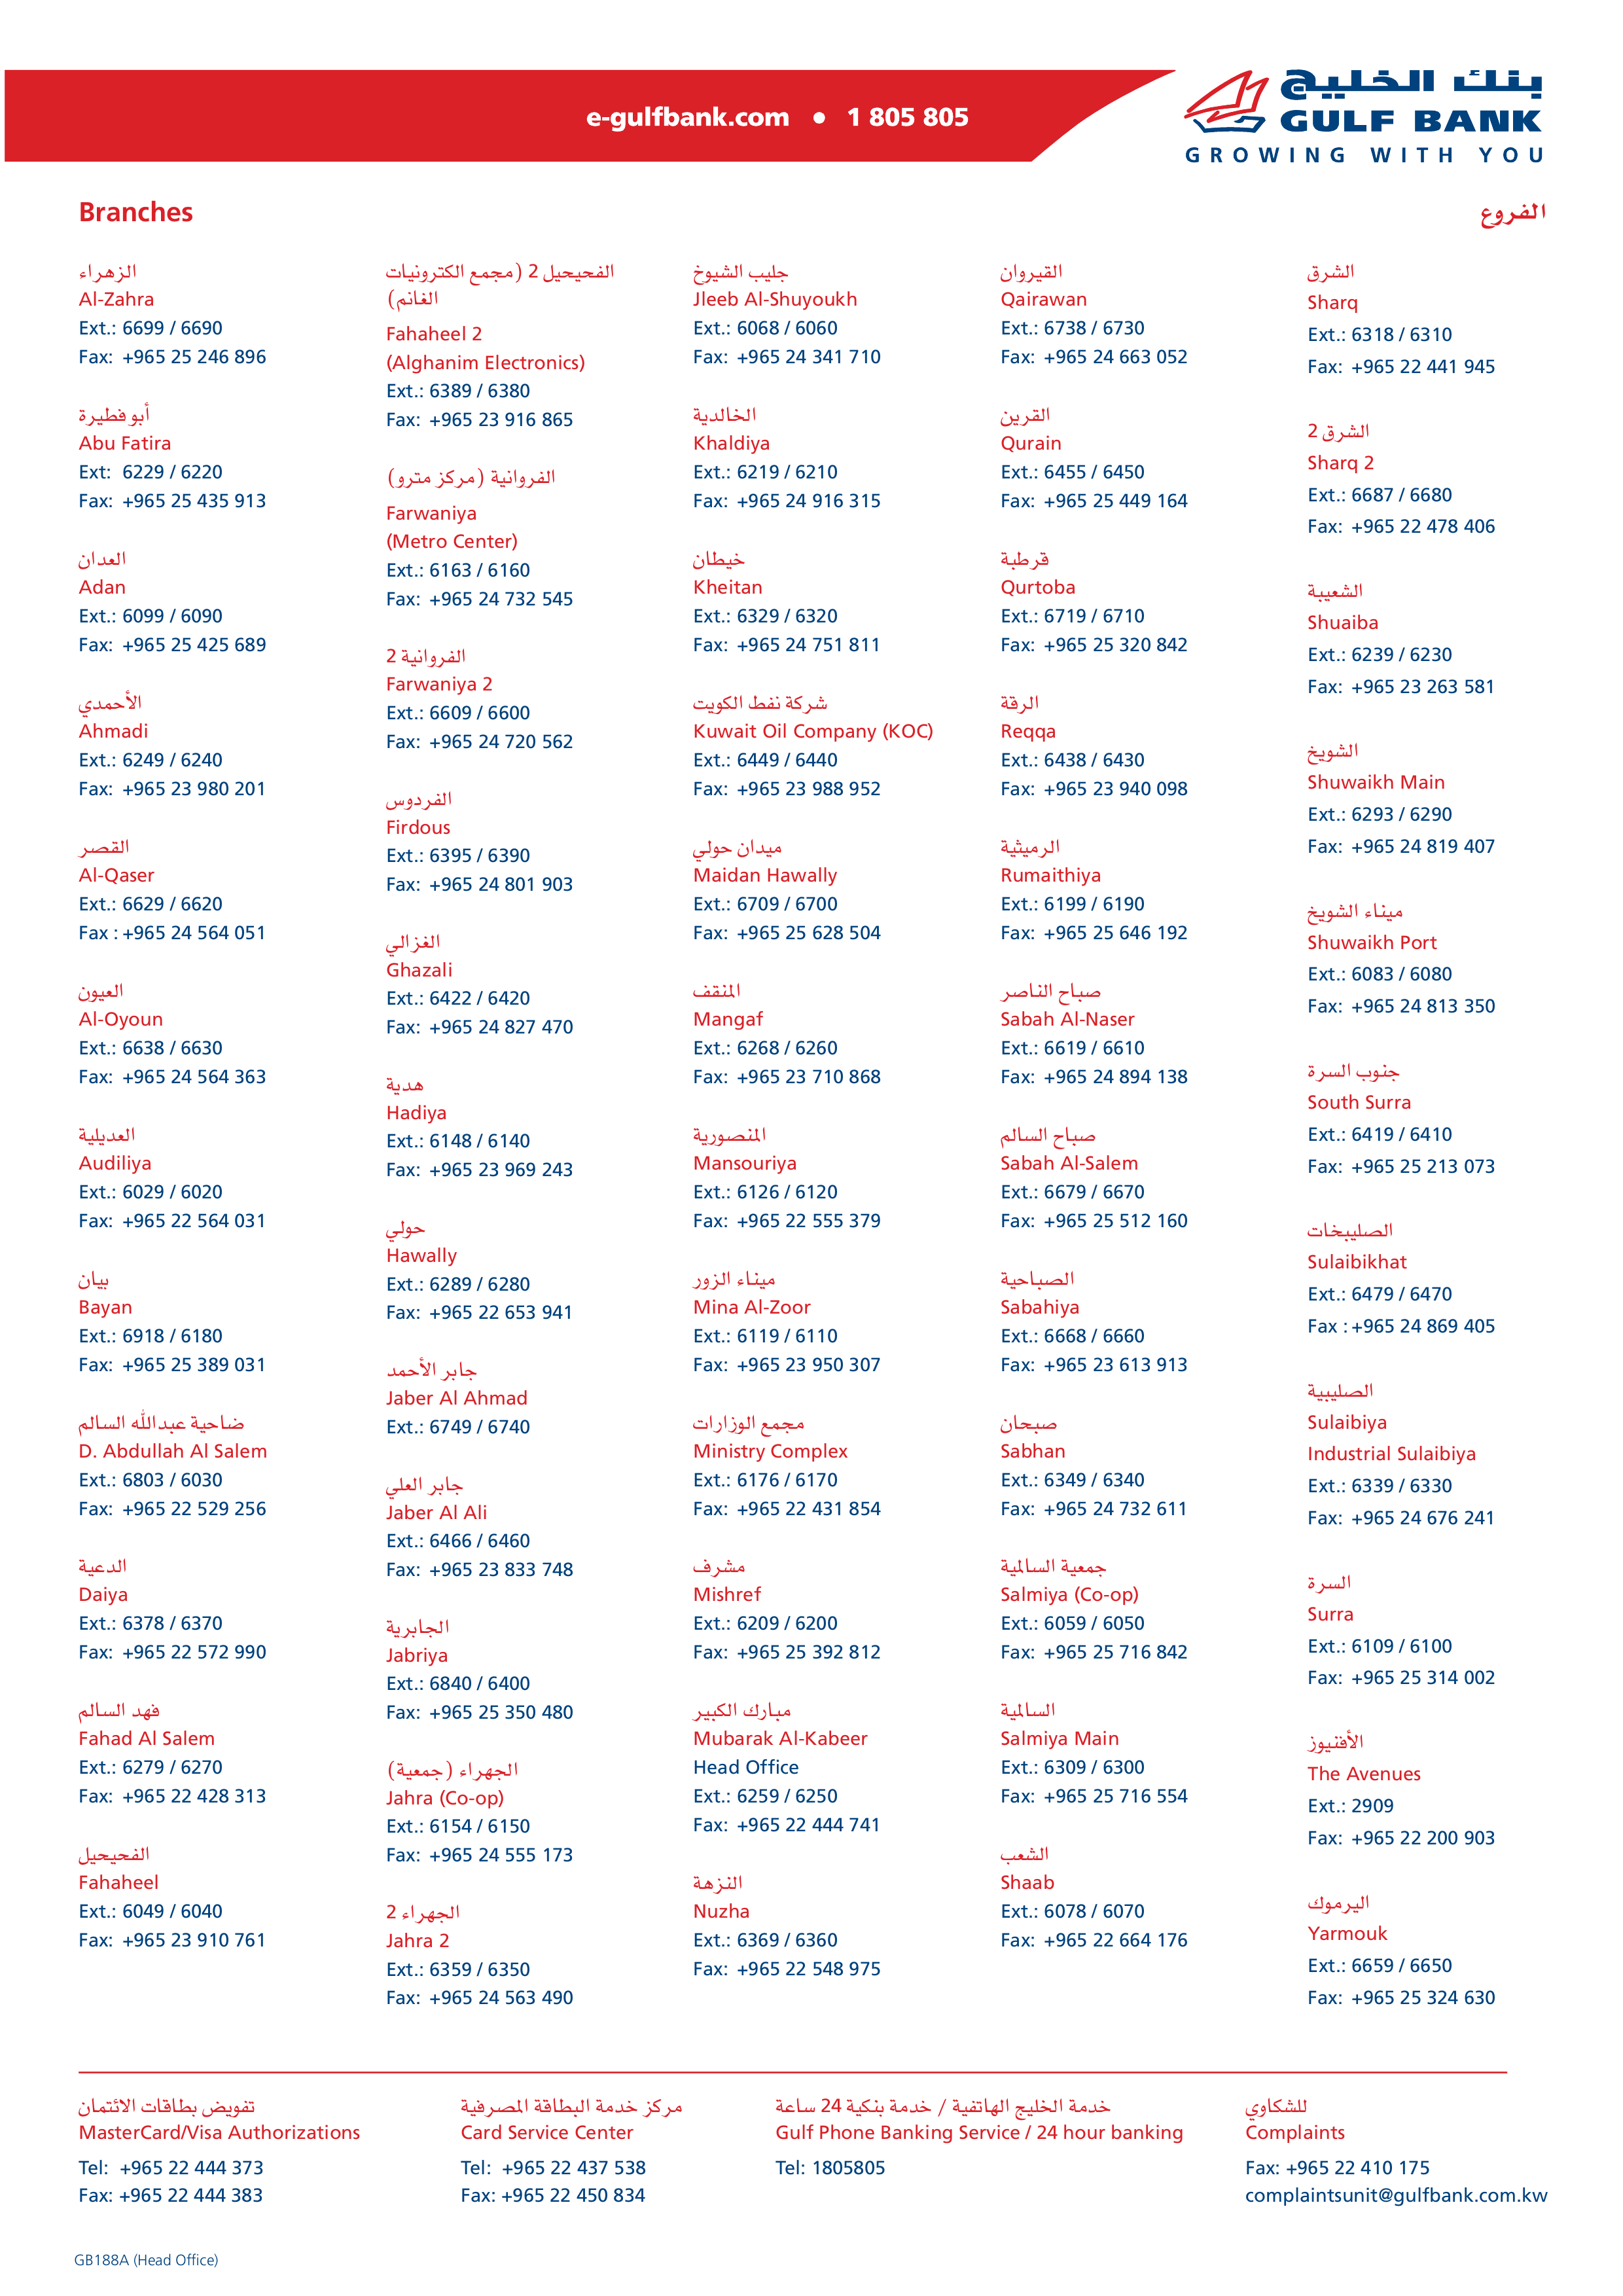 e-gulfbank.com • 1 805 805
بنك الخليج
GULF BANK
GROWING WITH YOU
Branches
الفروع
الزهراء
Al-Zahra
Ext.: 6699 / 6690
Fax: +965 25 246 896
أبو فطيرة
Abu Fatira
Ext: 6229 / 6220
Fax: +965 25 435 913
العدان
Adan
Ext.: 6099 / 6090
Fax: +965 25 425 689
الأحمدي
Ahmadi
Ext.: 6249 / 6240
Fax: +965 23 980 201
القصر
Al-Qaser
Ext.: 6629 / 6620
Fax : +965 24 564 051
العيون
Al-Oyoun
Ext.: 6638 / 6630
Fax: +965 24 564 363
العديلية
Audiliya
Ext.: 6029 / 6020
Fax: +965 22 564 031
بيان
Bayan
Ext.: 6918 / 6180
Fax: +965 25 389 031
ضاحية عبدالله السالم
D. Abdullah Al Salem
Ext.: 6803 / 6030
Fax: +965 22 529 256
الدعية
Daiya
Ext.: 6378 / 6370
Fax: +965 22 572 990
فهد السالم
Fahad Al Salem
Ext.: 6279 / 6270
Fax: +965 22 428 313
الفحيحيل
Fahaheel
Ext.: 6049 / 6040
Fax: +965 23 910 761
الفحيحيل 2 (مجمع الكترونيات
الغانم)
Fahaheel 2
(Alghanim Electronics)
Ext.: 6389 / 6380
Fax: +965 23 916 865
الفروانية (مركز مترو)
Farwaniya
(Metro Center)
Ext.: 6163 / 6160
Fax: +965 24 732 545
الفروانية 2
Farwaniya 2
Ext.: 6609 / 6600
Fax: +965 24 720 562
الفردوس
Firdous
Ext.: 6395 / 6390
Fax: +965 24 801 903
الغزالي
Ghazali
Ext.: 6422 / 6420
Fax: +965 24 827 470
هدية
Hadiya
Ext.: 6148 / 6140
Fax: +965 23 969 243
حولي
Hawally
Ext.: 6289 / 6280
Fax: +965 22 653 941
جابر الأحمد
Jaber Al Ahmad
Ext.: 6749 / 6740
جابر العلي
Jaber Al Ali
Ext.: 6466 / 6460
Fax: +965 23 833 748
الجابرية
Jabriya
Ext.: 6840 / 6400
Fax: +965 25 350 480
الجهراء (جمعية)
Jahra (Co-op)
Ext.: 6154 / 6150
Fax: +965 24 555 173
الجهراء 2
Jahra 2
Ext.: 6359 / 6350
Fax: +965 24 563 490
جليب الشيوخ
Jleeb Al-Shuyoukh
Ext.: 6068 / 6060
Fax: +965 24 341 710
الخالدية
Khaldiya
Ext.: 6219 / 6210
Fax: +965 24 916 315
خيطان
Kheitan
Ext.: 6329 / 6320
Fax: +965 24 751 811
شركة نفط الكويت
Kuwait Oil Company (KOC)
Ext.: 6449 / 6440
Fax: +965 23 988 952
ميدان حولي
Maidan Hawally
Ext.: 6709 / 6700
Fax: +965 25 628 504
المنقف
Mangaf
Ext.: 6268 / 6260
Fax: +965 23 710 868
المنصورية
Mansouriya
Ext.: 6126 / 6120
Fax: +965 22 555 379
ميناء الزور
Mina Al-Zoor
Ext.: 6119 / 6110
Fax: +965 23 950 307
مجمع الوزارات
Ministry Complex
Ext.: 6176 / 6170
Fax: +965 22 431 854
مشرف
Mishref
Ext.: 6209 / 6200
Fax: +965 25 392 812
مبارك الكبير
Mubarak Al-Kabeer
Head Office
Ext.: 6259 / 6250
Fax: +965 22 444 741
النزهة
Nuzha
Ext.: 6369 / 6360
Fax: +965 22 548 975
القيروان
Qairawan
Ext.: 6738 / 6730
Fax: +965 24 663 052
القرين
Qurain
Ext.: 6455 / 6450
Fax: +965 25 449 164
قرطبة
Qurtoba
Ext.: 6719 / 6710
Fax: +965 25 320 842
الرقة
Reqqa
Ext.: 6438 / 6430
Fax: +965 23 940 098
الرميثية
Rumaithiya
Ext.: 6199 / 6190
Fax: +965 25 646 192
صباح الناصر
Sabah Al-Naser
Ext.: 6619 / 6610
Fax: +965 24 894 138
صباح السالم
Sabah Al-Salem
Ext.: 6679 / 6670
Fax: +965 25 512 160
الصباحية
Sabahiya
Ext.: 6668 / 6660
Fax: +965 23 613 913
صبحان
Sabhan
Ext.: 6349 / 6340
Fax: +965 24 732 611
جمعية السالمية
Salmiya (Co-op)
Ext.: 6059 / 6050
Fax: +965 25 716 842
السالمية
Salmiya Main
Ext.: 6309 / 6300
Fax: +965 25 716 554
الشعب
Shaab
Ext.: 6078 / 6070
Fax: +965 22 664 176
الشرق
Sharq
Ext.: 6318 / 6310
Fax: +965 22 441 945
الشرق 2
Sharq 2
Ext.: 6687 / 6680
Fax: +965 22 478 406
الشعيبة
Shuaiba
Ext.: 6239 / 6230
Fax: +965 23 263 581
الشويخ
Shuwaikh Main
Ext.: 6293 / 6290
Fax: +965 24 819 407
ميناء الشويخ
Shuwaikh Port
Ext.: 6083 / 6080
Fax: +965 24 813 350
جنوب السرة
South Surra
Ext.: 6419 / 6410
Fax: +965 25 213 073
الصليبخات
Sulaibikhat
Ext.: 6479 / 6470
Fax : +965 24 869 405
الصليبية
Sulaibiya
Industrial Sulaibiya
Ext.: 6339 / 6330
Fax: +965 24 676 241
السرة
Surra
Ext.: 6109 / 6100
Fax: +965 25 314 002
الأفنيوز
The Avenues
Ext.: 2909
Fax: +965 22 200 903
اليرموك
Yarmouk
Ext.: 6659 / 6650
Fax: +965 25 324 630
تفويض بطاقات الائتمان
MasterCard/Visa Authorizations
Tel: +965 22 444 373
Fax: +965 22 444 383
مركز خدمة البطاقة المصرفية
Card Service Center
Tel: +965 22 437 538
Fax: +965 22 450 834
خدمة الخليج الهاتفية / خدمة بنكية 24 ساعة
Gulf Phone Banking Service / 24 hour banking
Tel: 1805805
للشكاوي
Complaints
Fax: +965 22 410 175
complaintsunit@gulfbank.com.kw
GB188A (Head Office)